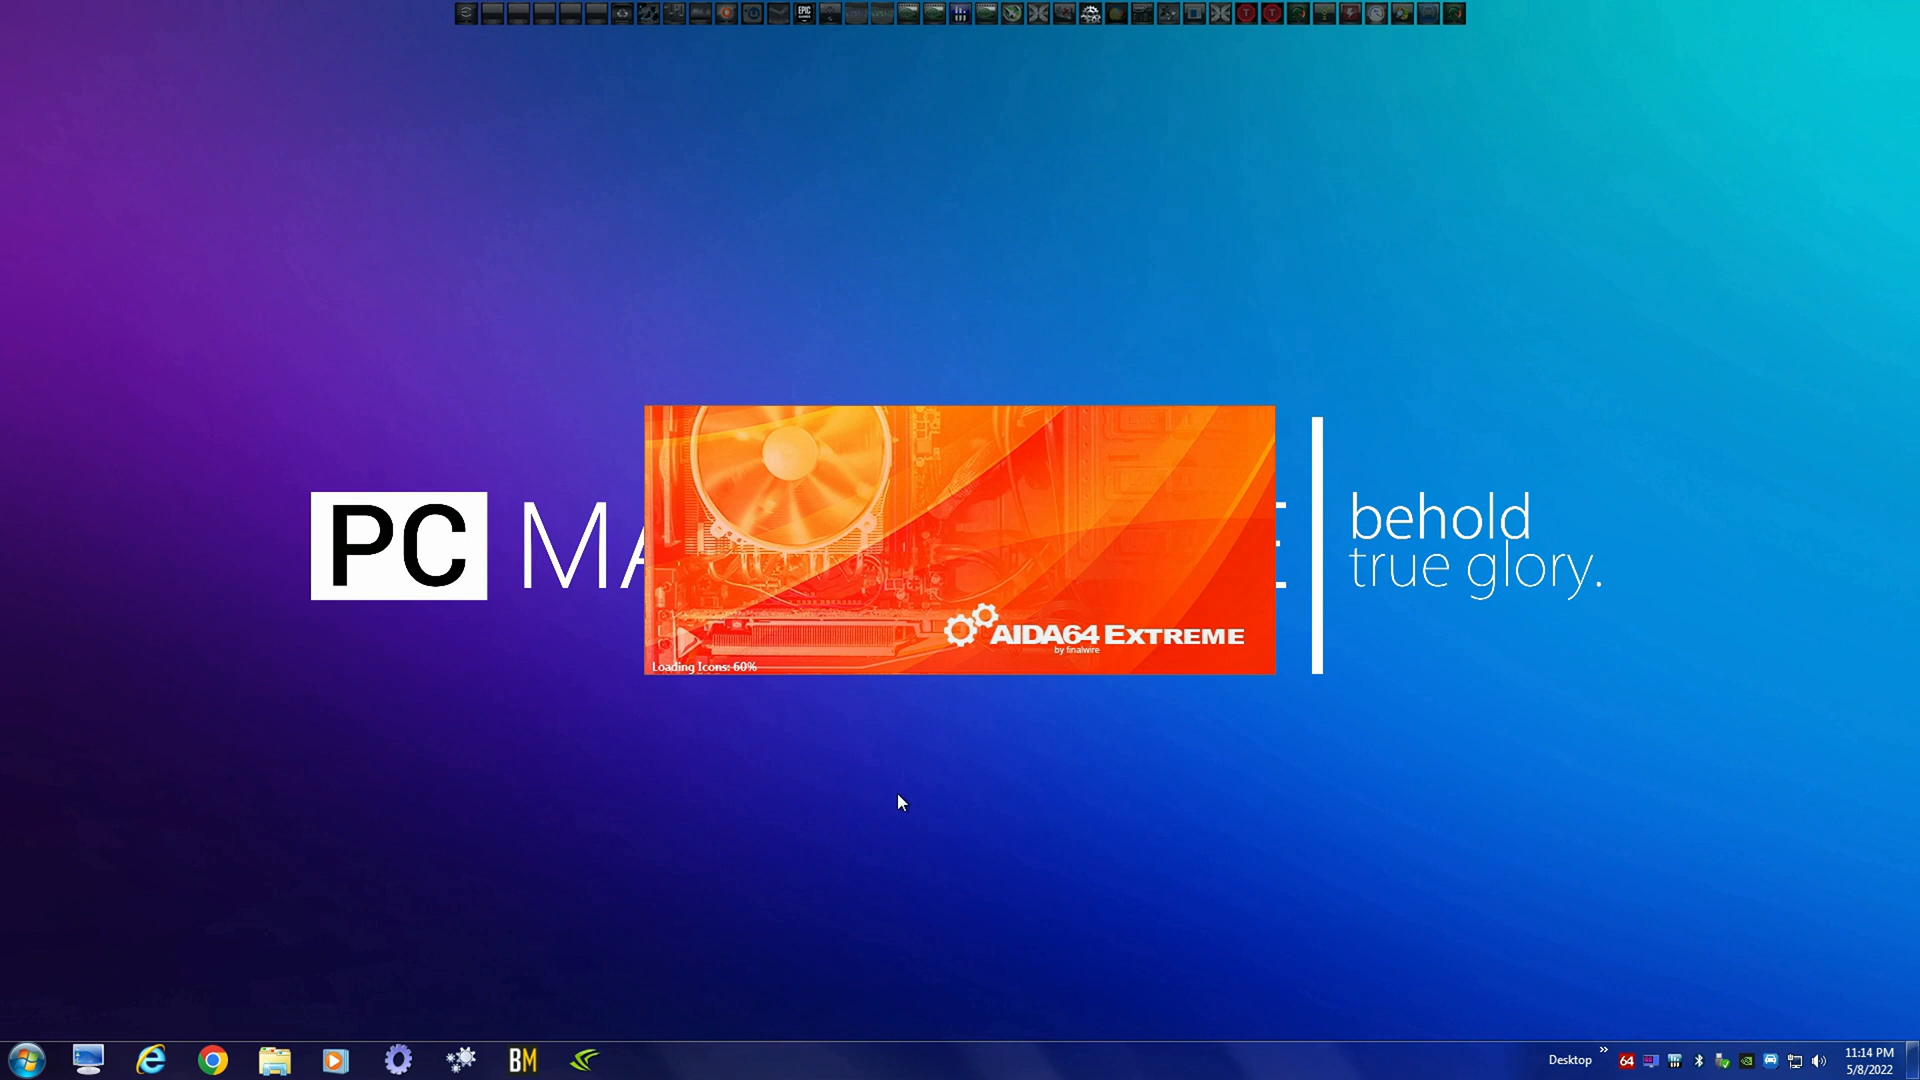 EPIC
GAMES
PC MA
E
behold
true glory.
AIDA64 EXTREME
by finalwire
Loading Icons: 60%
BM
Desktop
»
64
11:14 PM
5/8/2022